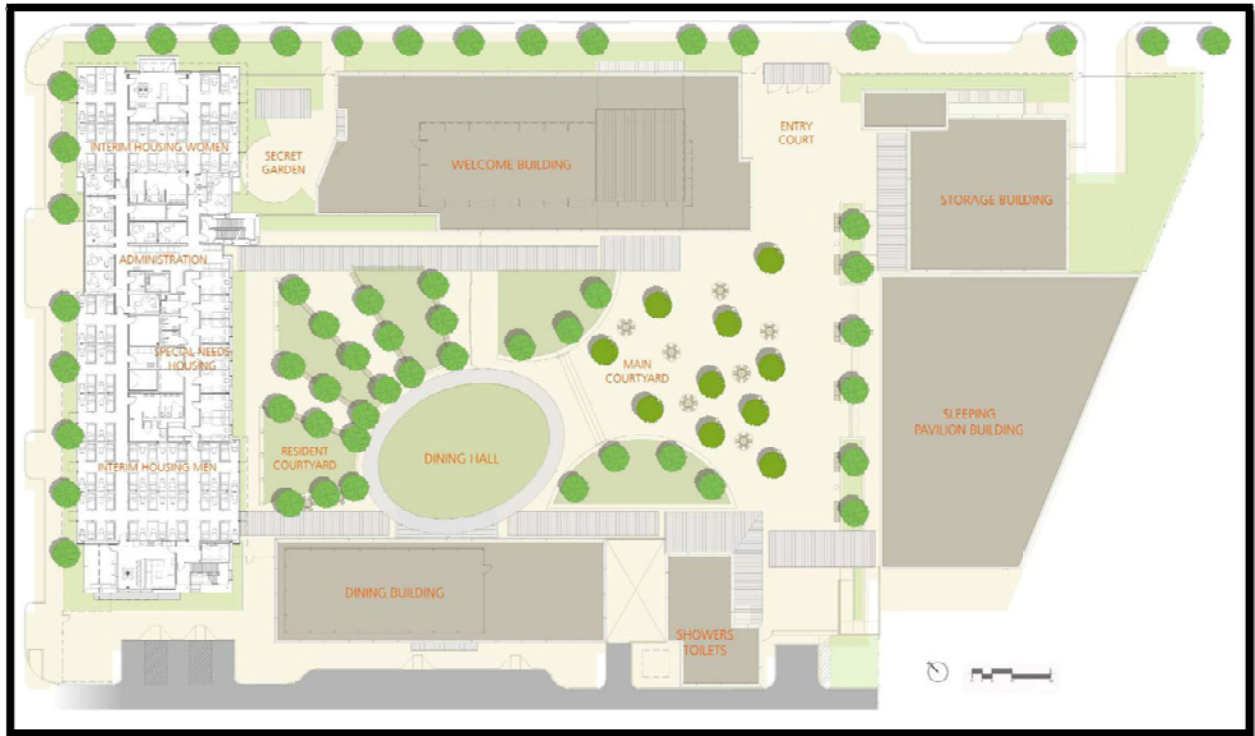 INTERIM HOUSING WOMEN
SECRET
GARDEN
WELCOME BUILDING
ENTRY
COURT
STORAGE BUILDING
ADMINISTRATION
SPECIAL NEEDS
HOUSING
MAIN
COURTYARD
SLEEPING
PAVILION BUILDING
INTERIM HOUSING MEN
RESIDENT
COURTYARD
DINING HALL
DINING BUILDING
SHOWERS
TOILETS